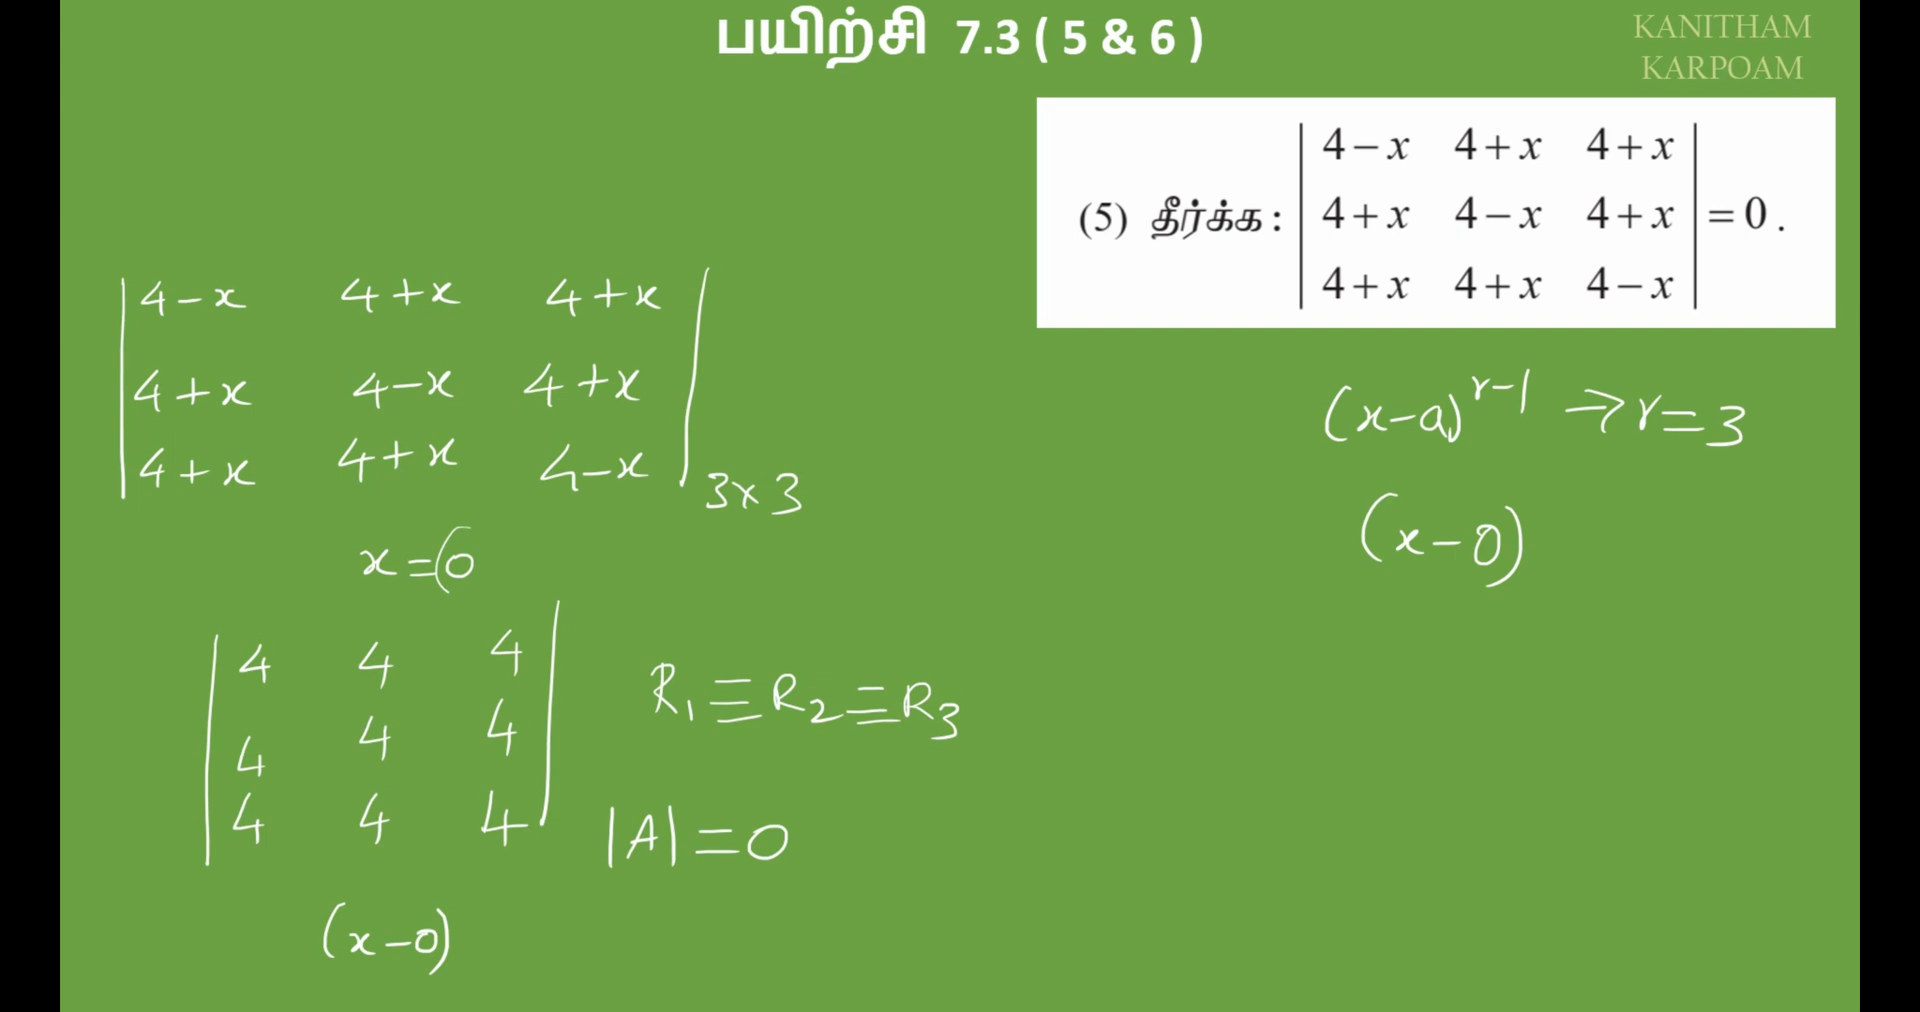 பயிற்சி 7.3 ( 5 & 6 )
KANITHAM
KARPOAM
4 − x 4 + x 4 + x
(5) தீர்க்க : 4 + x 4 − x 4 + x = 0 .
4 + x 4 + x 4 − x
4 − x 4 + x 4 + x
4 + x 4 − x 4 + x
4 + x 4 + x 4 − x 3×3
x = 0
4 4 4
4 4 4
4 4 4
R₁ ≡ R₂ ≡ R₃
|A| = 0
(x − 0)
(x − a)^(r−1) → r = 3
(x − 0)